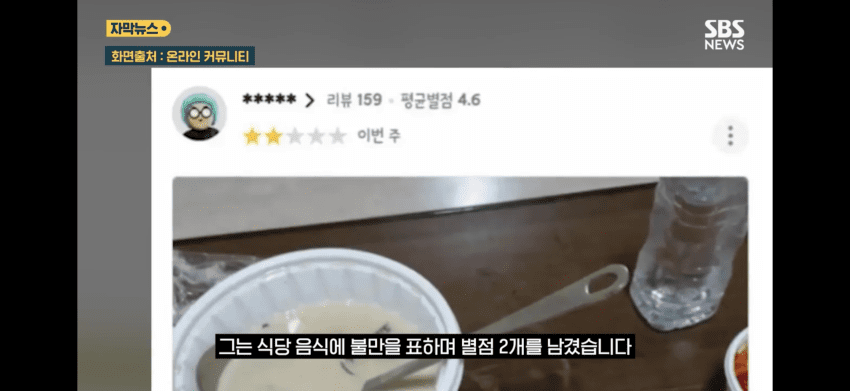 자막뉴스
SBS
NEWS
화면출처 : 온라인 커뮤니티
***** > 리뷰 159 · 평균별점 4.6
이번 주
그는 식당 음식에 불만을 표하며 별점 2개를 남겼습니다